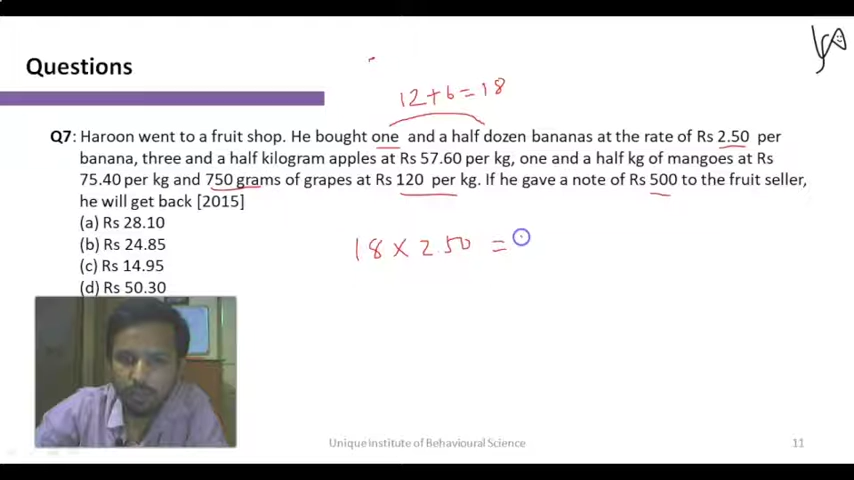 Questions
12+6=18
Q7: Haroon went to a fruit shop. He bought one and a half dozen bananas at the rate of Rs 2.50 per
banana, three and a half kilogram apples at Rs 57.60 per kg, one and a half kg of mangoes at Rs
75.40 per kg and 750 grams of grapes at Rs 120 per kg. If he gave a note of Rs 500 to the fruit seller,
he will get back [2015]
(a) Rs 28.10
(b) Rs 24.85
(c) Rs 14.95
(d) Rs 50.30
18 × 2.50 =
Unique institute of Behavioural Science
11